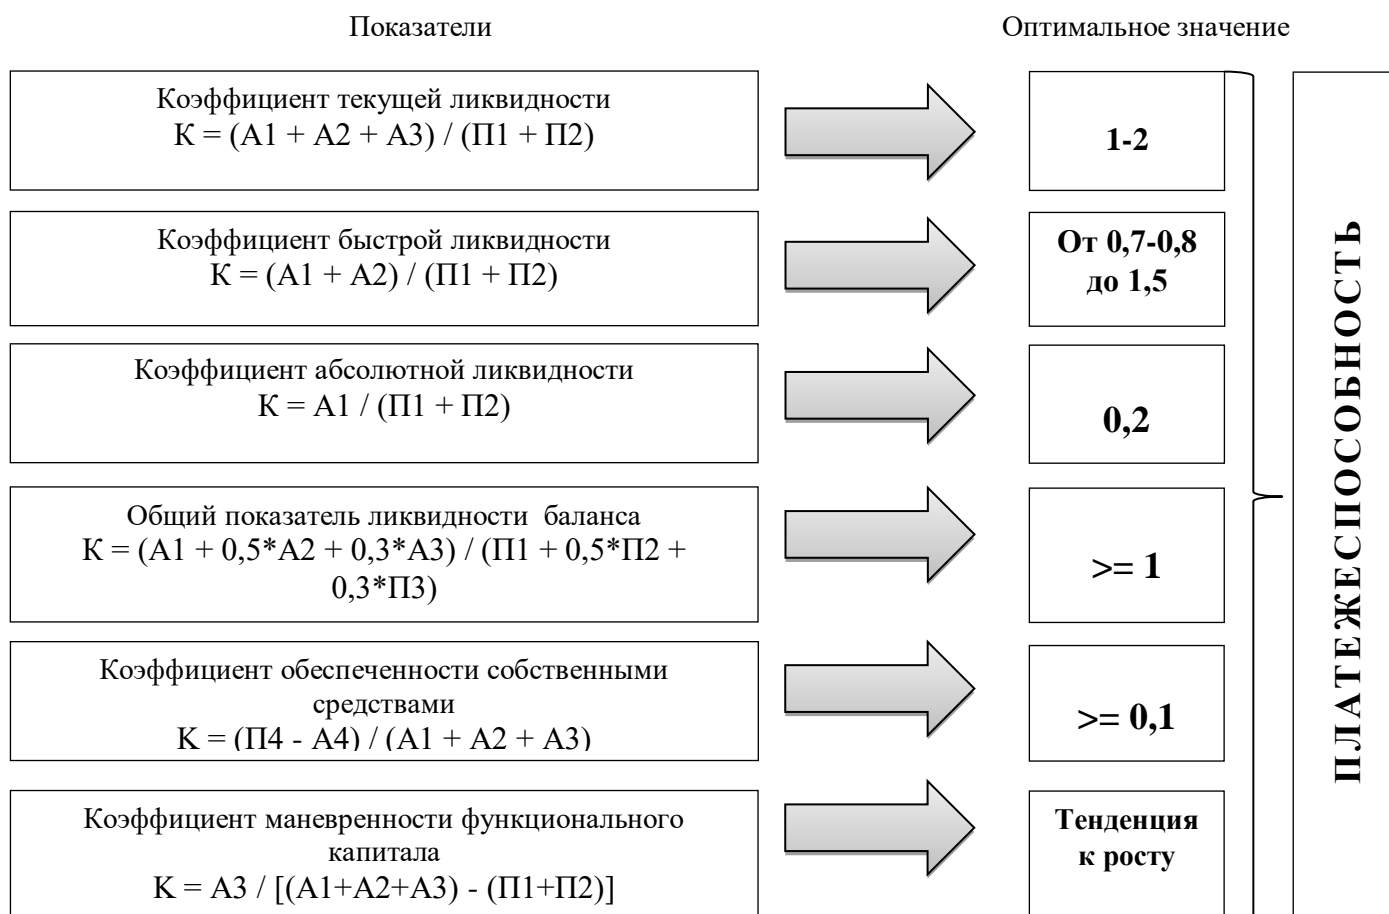 Показатели
Оптимальное значение
Коэффициент текущей ликвидности
К = (А1 + А2 + А3) / (П1 + П2)
1-2
Коэффициент быстрой ликвидности
К = (А1 + А2) / (П1 + П2)
От 0,7-0,8
до 1,5
Коэффициент абсолютной ликвидности
К = А1 / (П1 + П2)
0,2
Общий показатель ликвидности баланса
К = (А1 + 0,5*А2 + 0,3*А3) / (П1 + 0,5*П2 +
0,3*П3)
>= 1
Коэффициент обеспеченности собственными
средствами
К = (П4 - А4) / (А1 + А2 + А3)
>= 0,1
Коэффициент маневренности функционального
капитала
К = А3 / [(А1+А2+А3) - (П1+П2)]
Тенденция
к росту
ПЛАТЕЖЕСПОСОБНОСТЬ